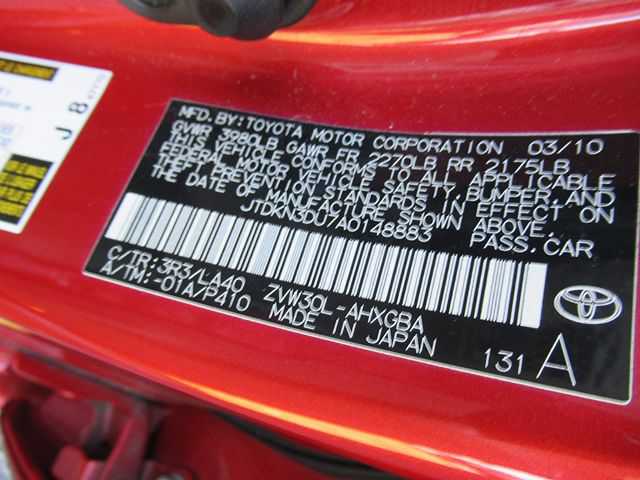 MFD. BY: TOYOTA MOTOR CORPORATION 03/10
GVWR 3980LB GAWR FR 2270LB RR 2175LB
THIS VEHICLE CONFORMS TO ALL APPLICABLE
FEDERAL MOTOR VEHICLE SAFETY, BUMPER, AND
THEFT PREVENTION STANDARDS IN EFFECT ON
THE DATE OF MANUFACTURE SHOWN ABOVE.
JTDKN3DU7A0148883 PASS.CAR
C/TR: 3R3/LA40 ZVW30L-AHXGBA
A/TM: -01A/P410 MADE IN JAPAN
131 A
J 8